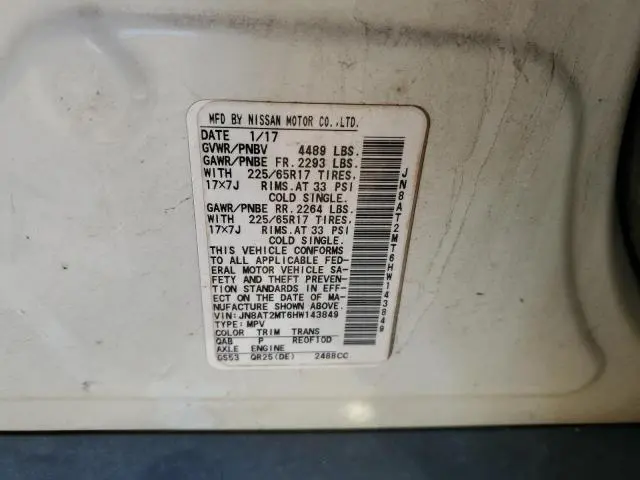 MFD BY NISSAN MOTOR CO.,LTD.
DATE 1/17
GVWR/PNBV 4489 LBS.
GAWR/PNBE FR. 2293 LBS.
WITH 225/65R17 TIRES,
17×7J RIMS.AT 33 PSI
COLD SINGLE.
GAWR/PNBE RR. 2264 LBS.
WITH 225/65R17 TIRES,
17×7J RIMS.AT 33 PSI
COLD SINGLE.
THIS VEHICLE CONFORMS
TO ALL APPLICABLE FED-
ERAL MOTOR VEHICLE SA-
FETY AND THEFT PREVEN-
TION STANDARDS IN EFF-
ECT ON THE DATE OF MA-
NUFACTURE SHOWN ABOVE.
VIN: JN8AT2MT6HW143849
TYPE: MPV
COLOR TRIM TRANS
QAB P RE0F10D
AXLE ENGINE
GS53 QR25(DE) 2488CC
JN8AT2MT6HW143849